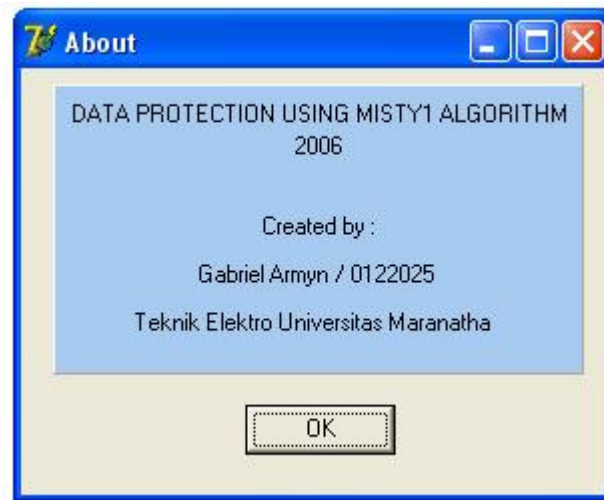 About
DATA PROTECTION USING MISTY1 ALGORITHM
2006
Created by :
Gabriel Armyn / 0122025
Teknik Elektro Universitas Maranatha
OK